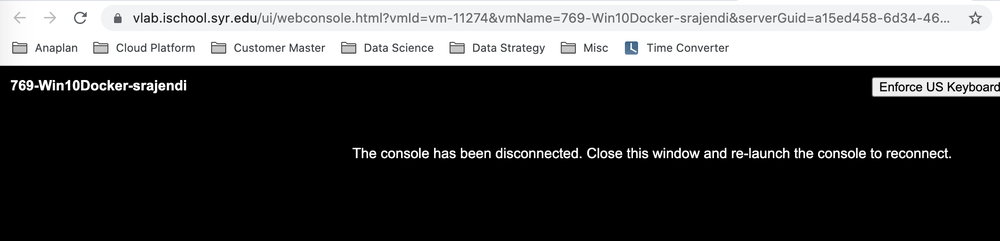 vlab.ischool.syr.edu/ui/webconsole.html?vmId=vm-11274&vmName=769-Win10Docker-srajendi&serverGuid=a15ed458-6d34-46...
Anaplan Cloud Platform Customer Master Data Science Data Strategy Misc Time Converter
769-Win10Docker-srajendi Enforce US Keyboard
The console has been disconnected. Close this window and re-launch the console to reconnect.